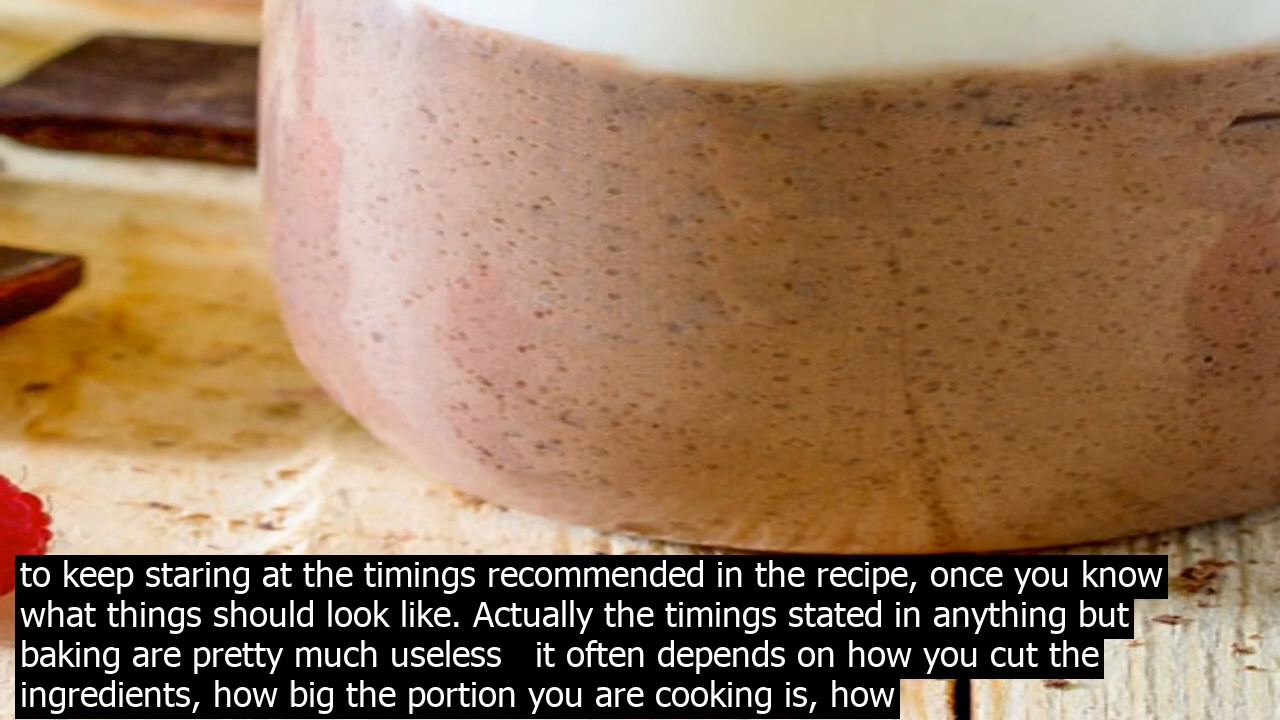 to keep staring at the timings recommended in the recipe, once you know
what things should look like. Actually the timings stated in anything but
baking are pretty much useless   it often depends on how you cut the
ingredients, how big the portion you are cooking is, how